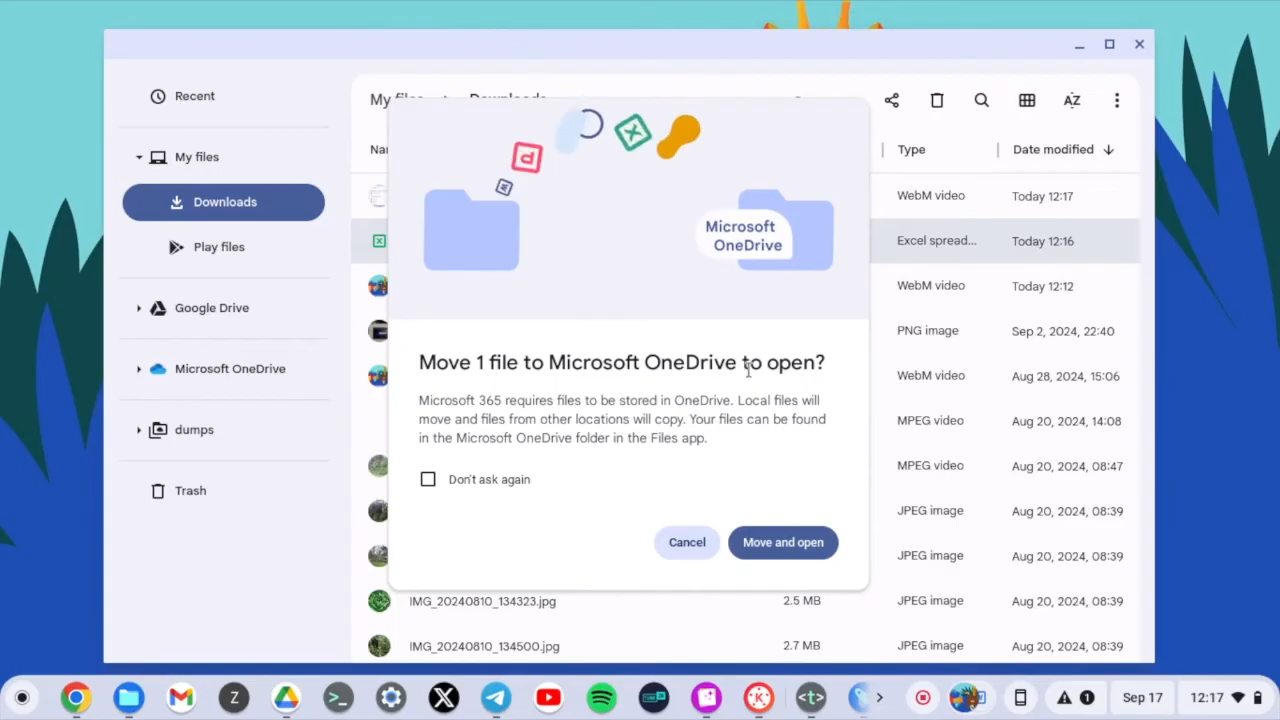 Recent
My files
Downloads
Play files
Google Drive
Microsoft OneDrive
dumps
Trash
My files Downloads
Type Date modified
WebM video Today 12:17
Excel spread... Today 12:16
WebM video Today 12:12
PNG image Sep 2, 2024, 22:40
WebM video Aug 28, 2024, 15:06
MPEG video Aug 20, 2024, 14:08
MPEG video Aug 20, 2024, 08:47
JPEG image Aug 20, 2024, 08:39
JPEG image Aug 20, 2024, 08:39
IMG_20240810_134323.jpg 2.5 MB JPEG image Aug 20, 2024, 08:39
IMG_20240810_134500.jpg 2.7 MB JPEG image Aug 20, 2024, 08:39
Microsoft
OneDrive
Move 1 file to Microsoft OneDrive to open?
Microsoft 365 requires files to be stored in OneDrive. Local files will
move and files from other locations will copy. Your files can be found
in the Microsoft OneDrive folder in the Files app.
Don't ask again
Cancel
Move and open
Z
1
Sep 17
12:17